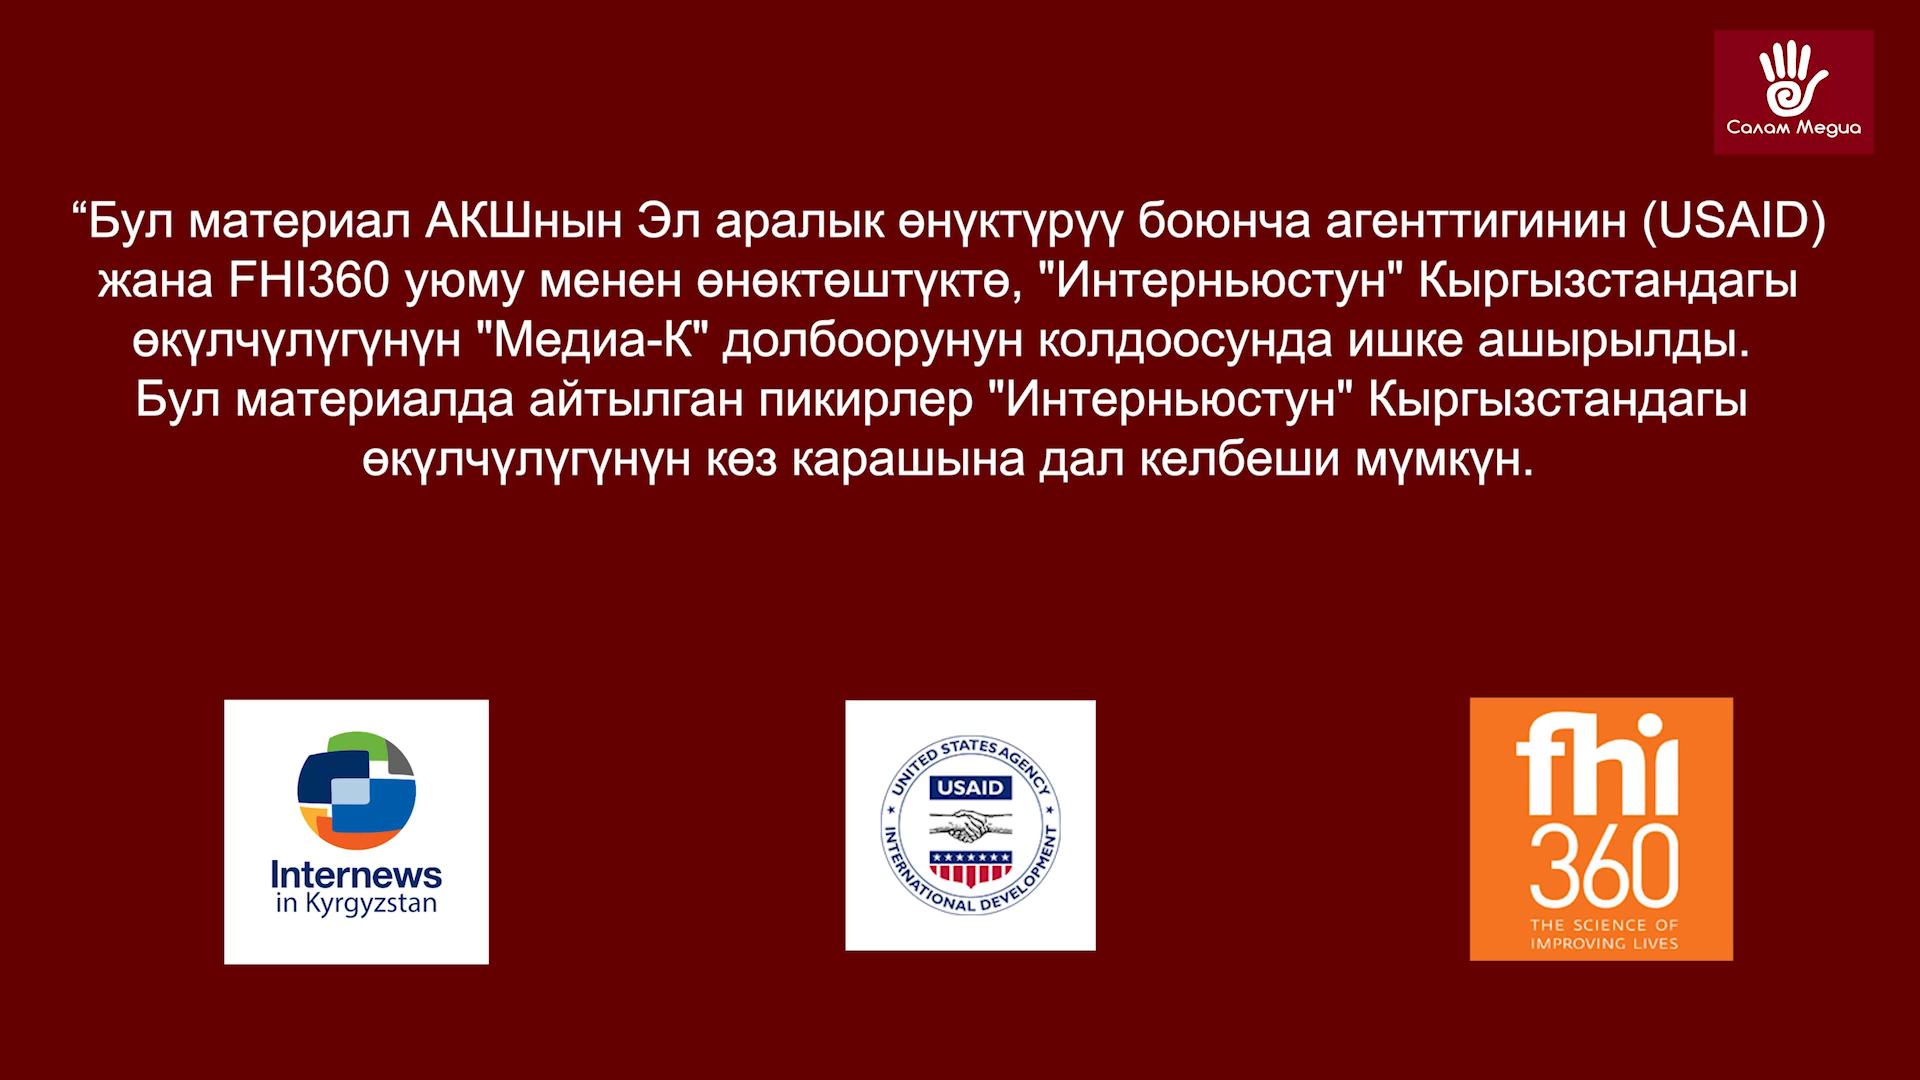 Салам Медиа
“Бул материал АКШнын Эл аралык өнүктүрүү боюнча агенттигинин (USAID)
жана FHI360 уюму менен өнөктөштүктө, "Интерньюстун" Кыргызстандагы
өкүлчүлүгүнүн "Медиа-К" долбоорунун колдоосунда ишке ашырылды.
Бул материалда айтылган пикирлер "Интерньюстун" Кыргызстандагы
өкүлчүлүгүнүн көз карашына дал келбеши мүмкүн.
Internews
in Kyrgyzstan
UNITED STATES AGENCY
USAID
INTERNATIONAL DEVELOPMENT
fhi
360
THE SCIENCE OF
IMPROVING LIVES